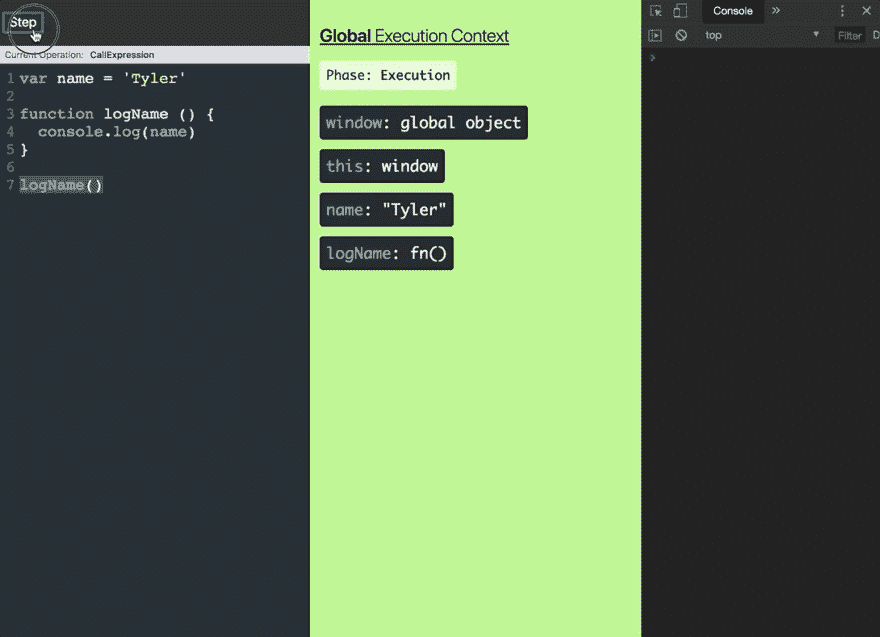 Step
Current Operation: CallExpression
1 var name = 'Tyler'
2
3 function logName () {
4   console.log(name)
5 }
6
7 logName()
Global Execution Context
Phase: Execution
window: global object
this: window
name: "Tyler"
logName: fn()
Console »
top
Filter D